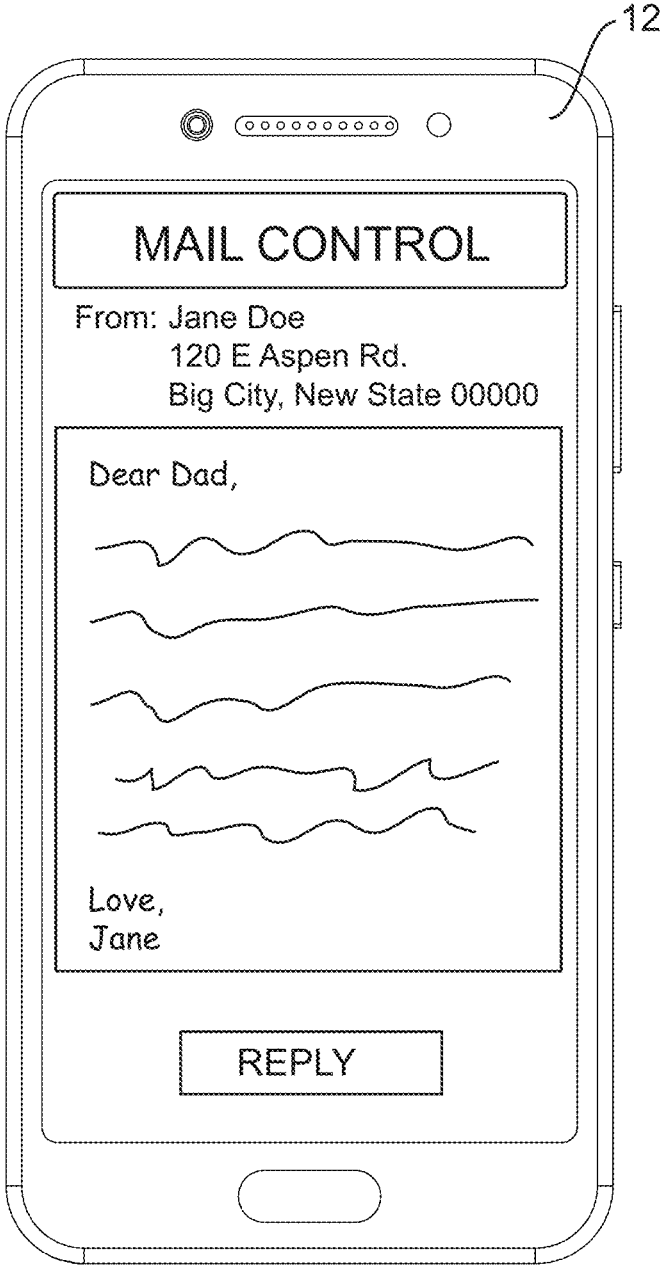 12
MAIL CONTROL
From: Jane Doe
120 E Aspen Rd.
Big City, New State 00000
Dear Dad,
Love,
Jane
REPLY